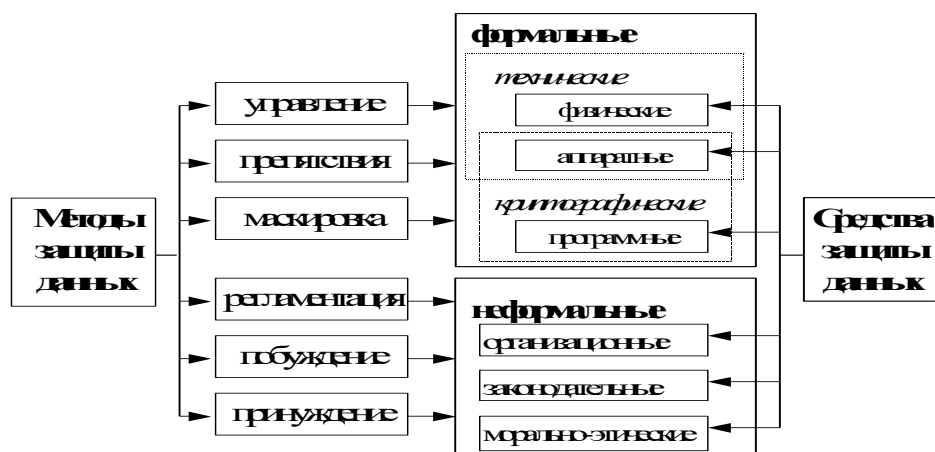 Методы
защиты
данных
управление
препятствия
маскировка
регламентация
побуждение
принуждение
формальные
технические
физические
аппаратные
криптографические
программные
неформальные
организационные
законодательные
морально-этические
Средства
защиты
данных